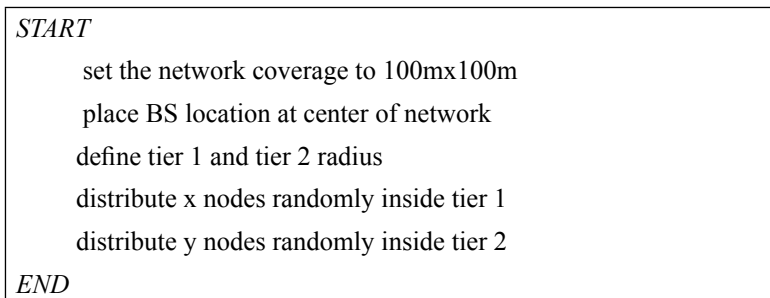 START
set the network coverage to 100mx100m
place BS location at center of network
define tier 1 and tier 2 radius
distribute x nodes randomly inside tier 1
distribute y nodes randomly inside tier 2
END